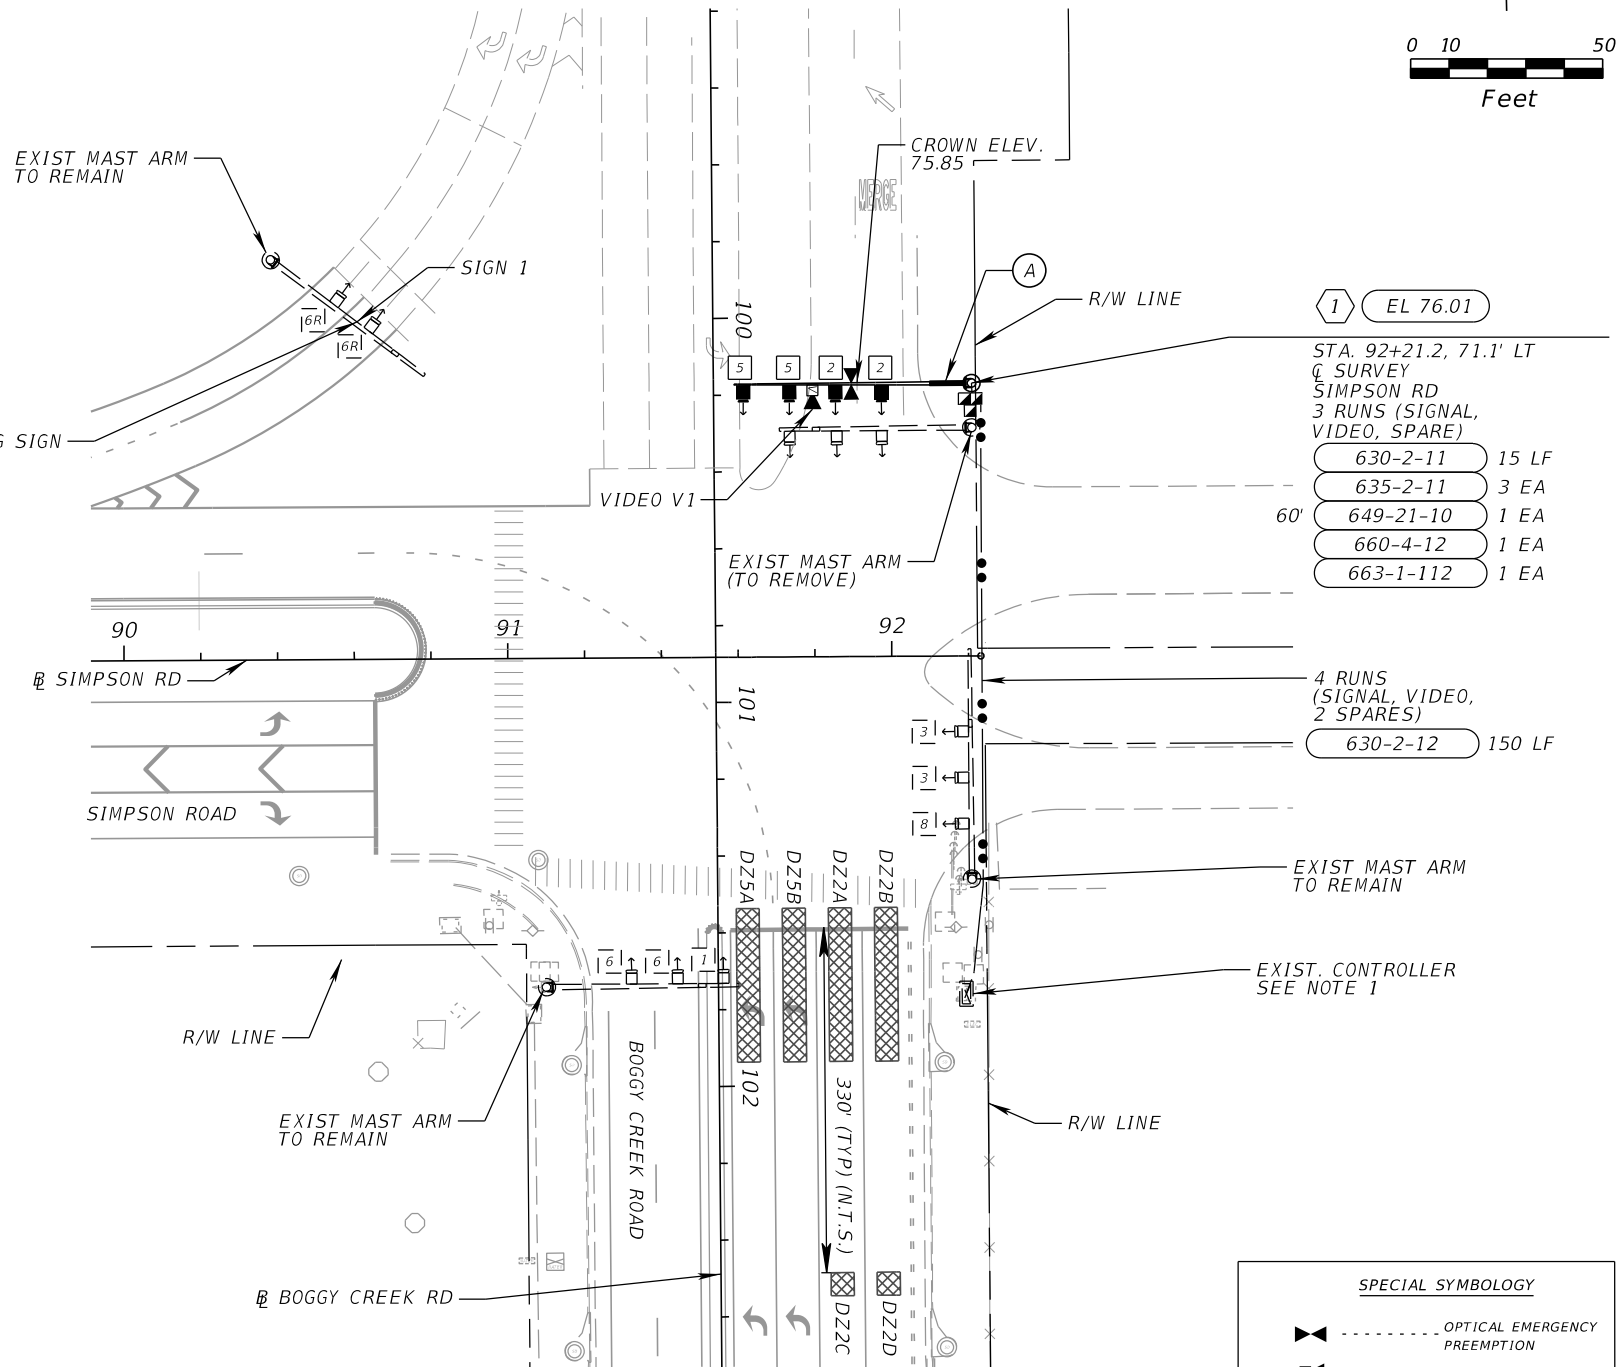 0 10 50
Feet
EXIST MAST ARM
TO REMAIN
CROWN ELEV.
75.85
MERGE
SIGN 1
A
R/W LINE
1 EL 76.01
6R
6R
100
STA. 92+21.2, 71.1' LT
℄ SURVEY
SIMPSON RD
3 RUNS (SIGNAL,
VIDEO, SPARE)
630-2-11 15 LF
635-2-11 3 EA
60' 649-21-10 1 EA
660-4-12 1 EA
663-1-112 1 EA
5 5 2 2
G SIGN
VIDEO V1
EXIST MAST ARM
(TO REMOVE)
90 91 92
BL SIMPSON RD
101
4 RUNS
(SIGNAL, VIDEO,
2 SPARES)
630-2-12 150 LF
3
3
8
SIMPSON ROAD
DZ5A
DZ5B
DZ2A
DZ2B
EXIST MAST ARM
TO REMAIN
6 6 1
EXIST. CONTROLLER
SEE NOTE 1
R/W LINE
BOGGY CREEK ROAD
102
330' (TYP) (N.T.S.)
EXIST MAST ARM
TO REMAIN
R/W LINE
BL BOGGY CREEK RD
DZ2C
DZ2D
SPECIAL SYMBOLOGY
OPTICAL EMERGENCY
PREEMPTION